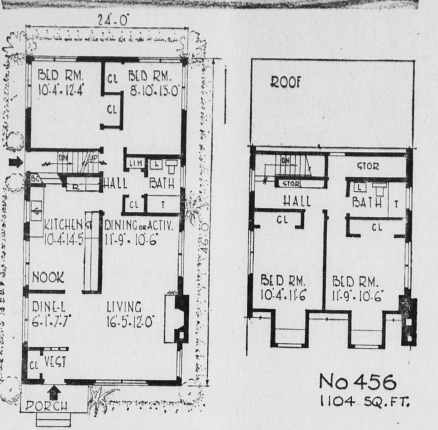 24'-0"
BED RM.
10'-4"-12'-4"
CL
BED RM.
8'-10"-13'-0"
CL
DN
UP
LIN
L
R
HALL
BATH
CL
T
KITCHEN
10'-4"-14'-5"
DINING OR ACTIV.
11'-9"-10'-6"
46'-0"
NOOK
DINE-L
6'-1"-7'-7"
LIVING
16'-5"-12'-0"
CL
VEST
PORCH
ROOF
DN
STOR
STOR
L
HALL
BATH
T
CL
CL
BED RM.
10'-4"-11'-6"
BED RM.
11'-9"-10'-6"
No 456
1104 SQ. FT.